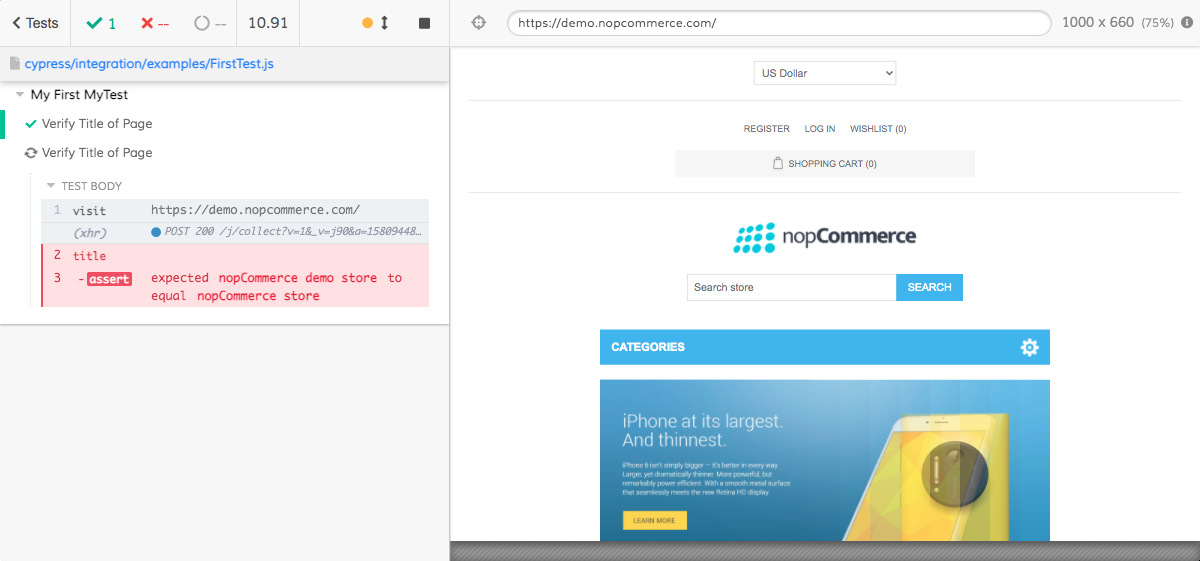 Tests 1 -- -- 10.91
https://demo.nopcommerce.com/ 1000 x 660 (75%)
cypress/integration/examples/FirstTest.js
My First MyTest
Verify Title of Page
Verify Title of Page
TEST BODY
1 visit https://demo.nopcommerce.com/
(xhr) POST 200 /j/collect?v=1&_v=j90&a=15809448…
2 title
3 -assert expected nopCommerce demo store to
equal nopCommerce store
US Dollar
REGISTER LOG IN WISHLIST (0)
SHOPPING CART (0)
nopCommerce
Search store SEARCH
CATEGORIES
iPhone at its largest.
And thinnest.
iPhone 6 isn't simply bigger – it's better in every way.
Larger, yet dramatically thinner. More powerful, but
remarkably power efficient. With a smooth metal surface
that seamlessly meets the new Retina HD display
LEARN MORE